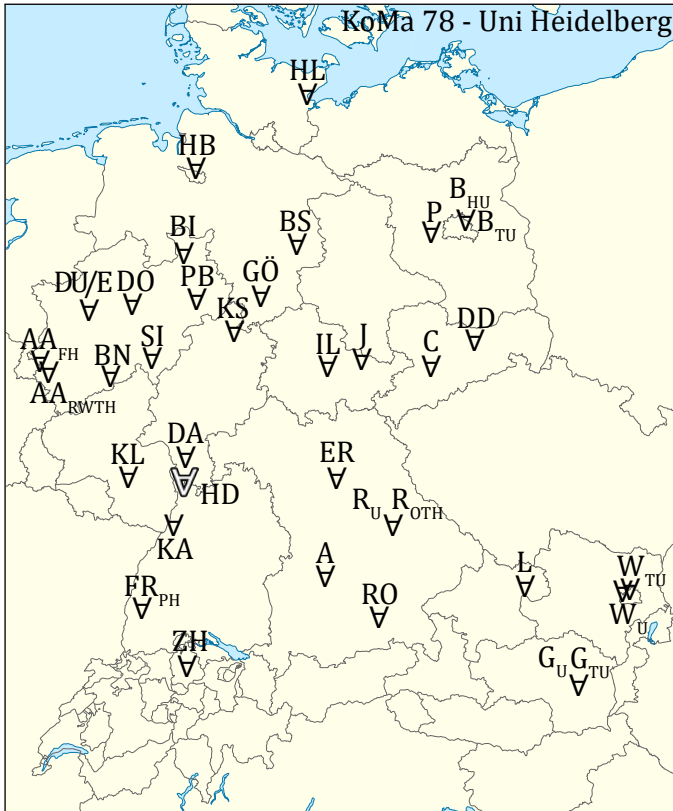 KoMa 78 - Uni Heidelberg
HL
HB
B HU
P
B TU
BI
BS
DU/E
DO
PB
GÖ
KS
AA FH
BN
SI
IL
J
C
DD
AA RWTH
DA
KL
HD
ER
R U
R OTH
KA
A
L
W TU
FR PH
RO
W U
ZH
G U
G TU